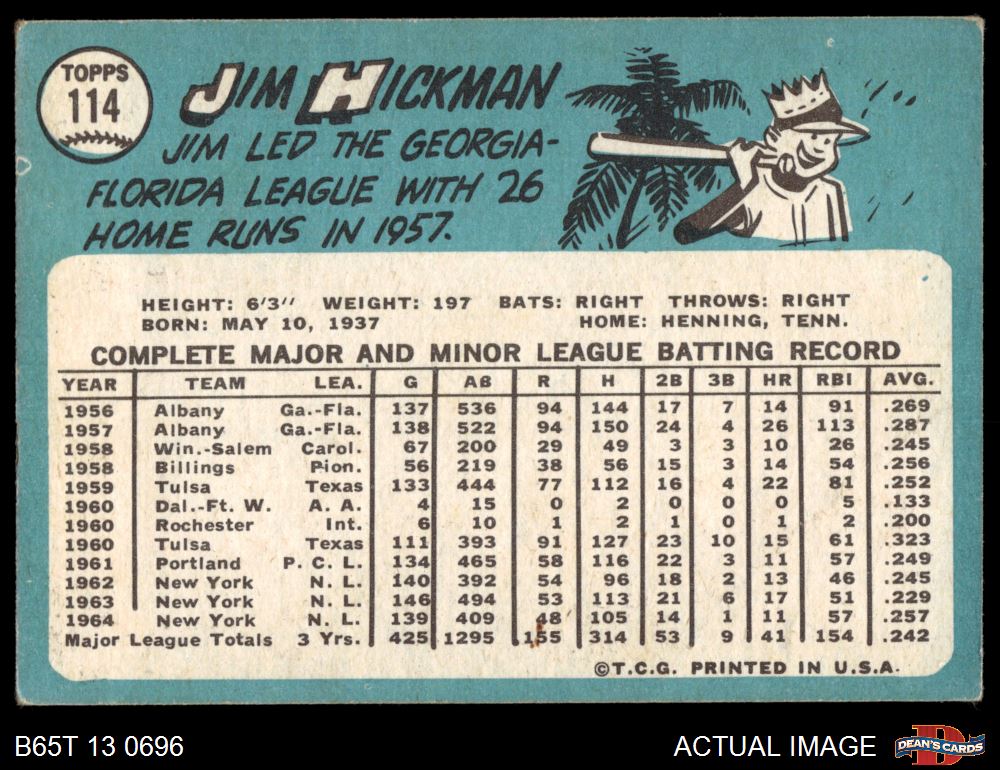 TOPPS
114
JIM HICKMAN
JIM LED THE GEORGIA-
FLORIDA LEAGUE WITH 26
HOME RUNS IN 1957.
HEIGHT: 6'3" WEIGHT: 197 BATS: RIGHT THROWS: RIGHT
BORN: MAY 10, 1937 HOME: HENNING, TENN.
COMPLETE MAJOR AND MINOR LEAGUE BATTING RECORD
YEAR TEAM LEA. G AB R H 2B 3B HR RBI AVG.
1956 Albany Ga.-Fla. 137 536 94 144 17 7 14 91 .269
1957 Albany Ga.-Fla. 138 522 94 150 24 4 26 113 .287
1958 Win.-Salem Carol. 67 200 29 49 3 3 10 26 .245
1958 Billings Pion. 56 219 38 56 15 3 14 54 .256
1959 Tulsa Texas 133 444 77 112 16 4 22 81 .252
1960 Dal.-Ft. W. A. A. 4 15 0 2 0 0 0 5 .133
1960 Rochester Int. 6 10 1 2 1 0 1 2 .200
1960 Tulsa Texas 111 393 91 127 23 10 15 61 .323
1961 Portland P. C. L. 134 465 58 116 22 3 11 57 .249
1962 New York N. L. 140 392 54 96 18 2 13 46 .245
1963 New York N. L. 146 494 53 113 21 6 17 51 .229
1964 New York N. L. 139 409 48 105 14 1 11 57 .257
Major League Totals 3 Yrs. 425 1295 155 314 53 9 41 154 .242
©T.C.G. PRINTED IN U.S.A.
B65T 13 0696
ACTUAL IMAGE
D
DEAN'S CARDS